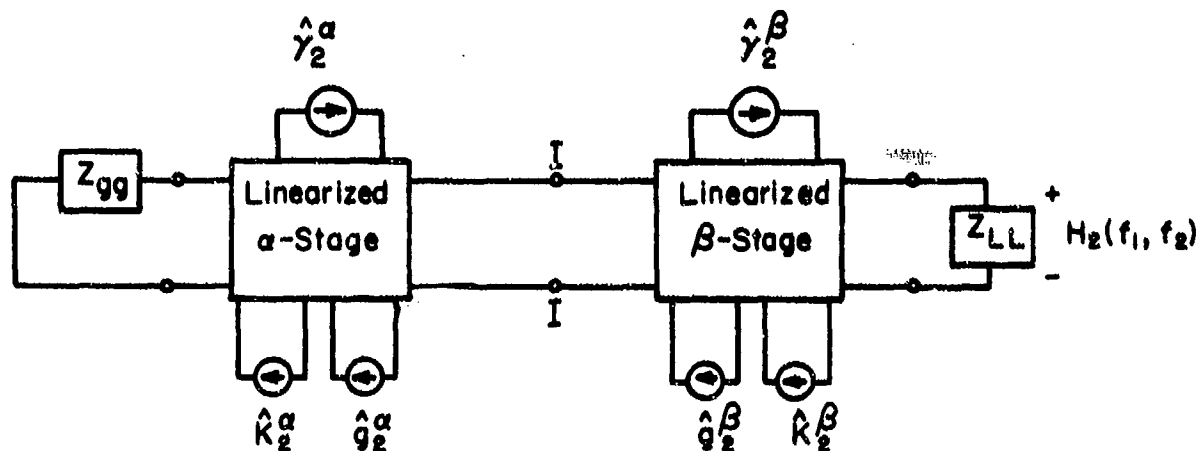 γ̂₂^α
γ̂₂^β
Z_gg
Linearized
α-Stage
I
I
Linearized
β-Stage
Z_LL
+
H₂(f₁, f₂)
−
K̂₂^α
ĝ₂^α
ĝ₂^β
K̂₂^β